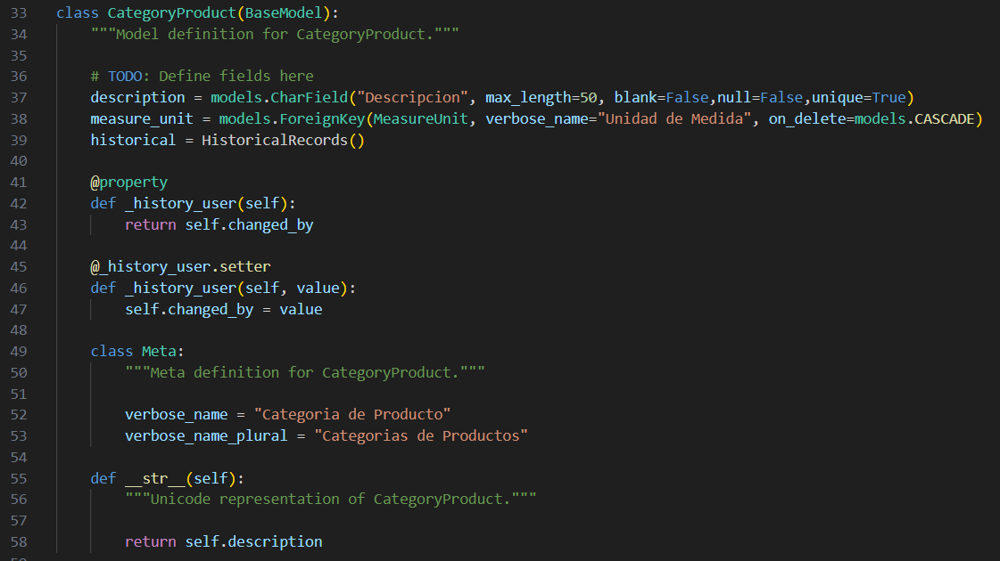 33 class CategoryProduct(BaseModel):
34     """Model definition for CategoryProduct."""
35
36     # TODO: Define fields here
37     description = models.CharField("Descripcion", max_length=50, blank=False,null=False,unique=True)
38     measure_unit = models.ForeignKey(MeasureUnit, verbose_name="Unidad de Medida", on_delete=models.CASCADE)
39     historical = HistoricalRecords()
40
41     @property
42     def _history_user(self):
43         return self.changed_by
44
45     @_history_user.setter
46     def _history_user(self, value):
47         self.changed_by = value
48
49     class Meta:
50         """Meta definition for CategoryProduct."""
51
52         verbose_name = "Categoria de Producto"
53         verbose_name_plural = "Categorias de Productos"
54
55     def __str__(self):
56         """Unicode representation of CategoryProduct."""
57
58         return self.description